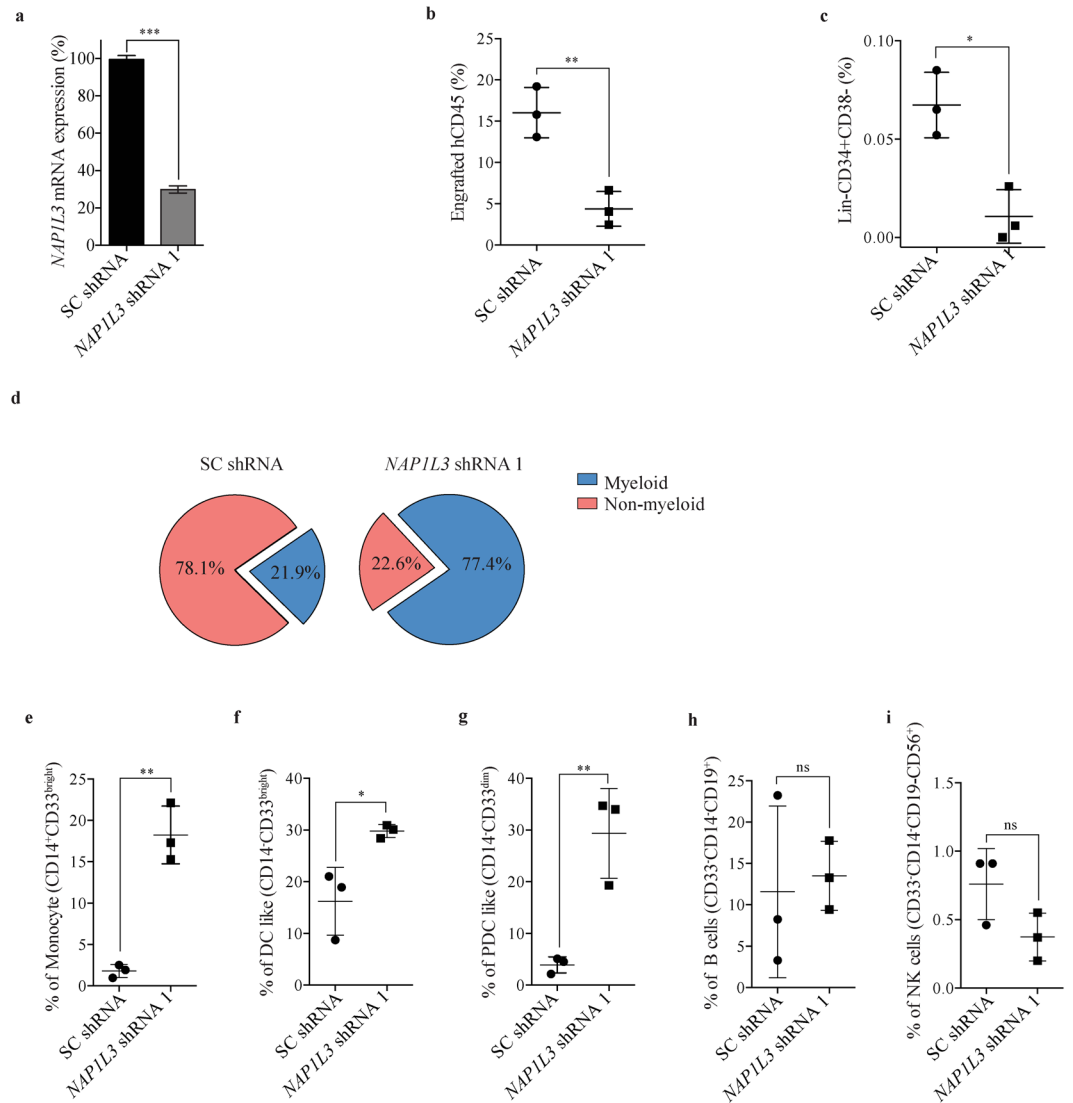 a
NAP1L3 mRNA expression (%)
100
80
60
40
20
0
***
SC shRNA
NAP1L3 shRNA 1
b
Engrafted hCD45 (%)
25
20
15
10
5
0
**
SC shRNA
NAP1L3 shRNA 1
c
Lin-CD34+CD38- (%)
0.10
0.05
0.00
*
SC shRNA
NAP1L3 shRNA 1
d
SC shRNA
NAP1L3 shRNA 1
Myeloid
Non-myeloid
78.1%
21.9%
22.6%
77.4%
e
% of Monocyte (CD14⁺CD33ᵇʳⁱᵍʰᵗ)
25
20
15
10
5
0
**
SC shRNA
NAP1L3 shRNA 1
f
% of DC like (CD14⁻CD33ᵇʳⁱᵍʰᵗ)
40
30
20
10
0
*
SC shRNA
NAP1L3 shRNA 1
g
% of PDC like (CD14⁻CD33ᵈⁱᵐ)
40
30
20
10
0
**
SC shRNA
NAP1L3 shRNA 1
h
% of B cells (CD33⁻CD14⁻CD19⁺)
25
20
15
10
5
0
ns
SC shRNA
NAP1L3 shRNA 1
i
% of NK cells (CD33⁻CD14⁻CD19-CD56⁺)
1.5
1.0
0.5
0.0
ns
SC shRNA
NAP1L3 shRNA 1